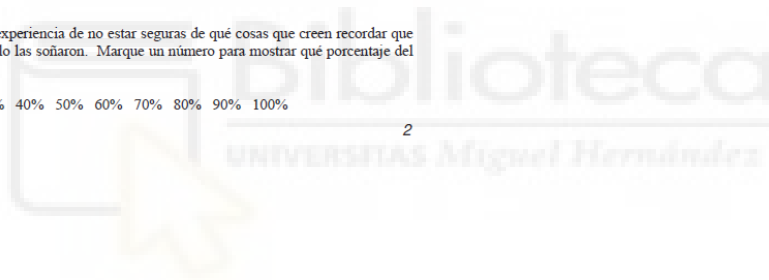 experiencia de no estar seguras de qué cosas que creen recordar que
lo las soñaron. Marque un número para mostrar qué porcentaje del
% 40% 50% 60% 70% 80% 90% 100%
2
Biblioteca
UNIVERSITAS Miguel Hernández